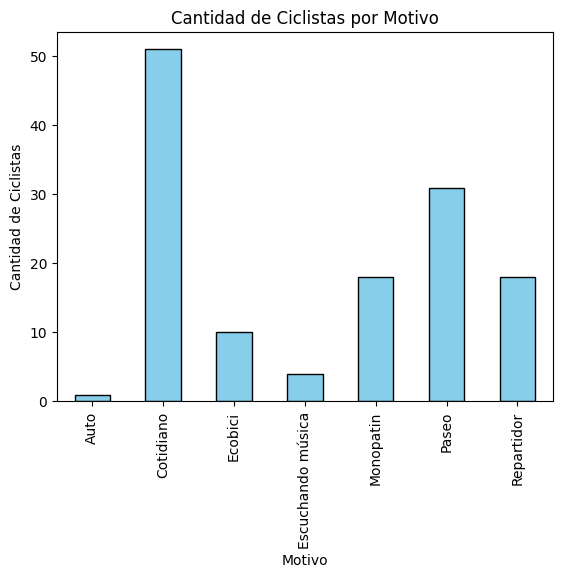 Cantidad de Ciclistas por Motivo
Cantidad de Ciclistas
50
40
30
20
10
0
Auto
Cotidiano
Ecobici
Escuchando música
Monopatin
Paseo
Repartidor
Motivo